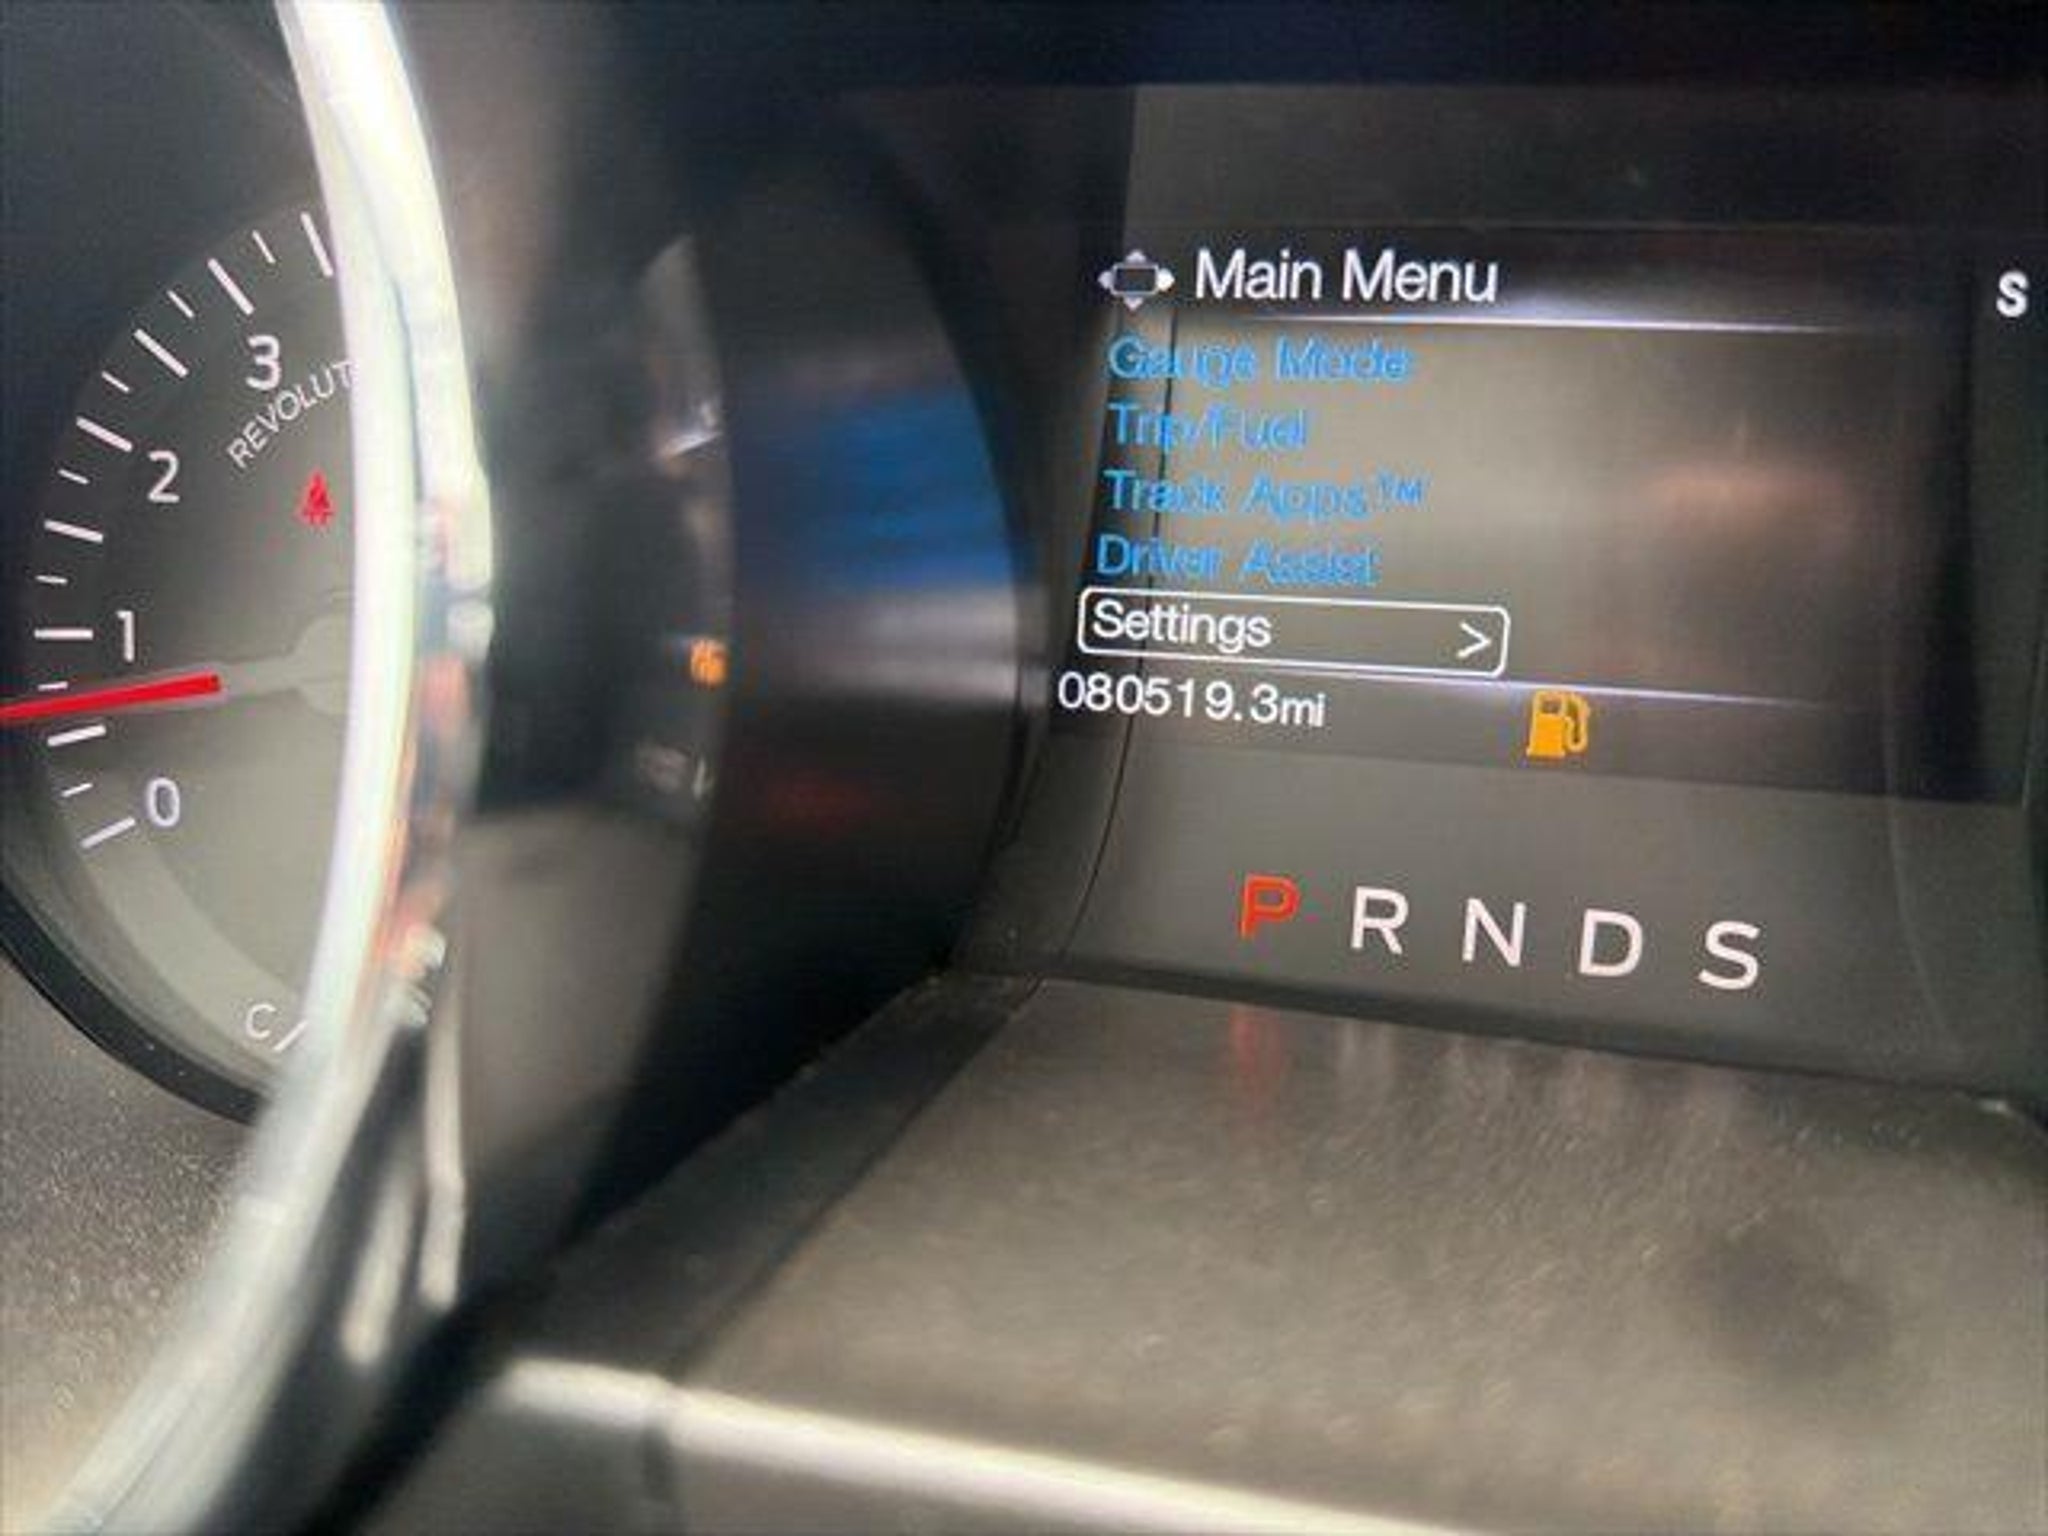 3
REVOLUT
2
1
0
C
Main Menu
S
Gauge Mode
Trip/Fuel
Track Apps™
Driver Assist
Settings >
080519.3mi
P R N D S